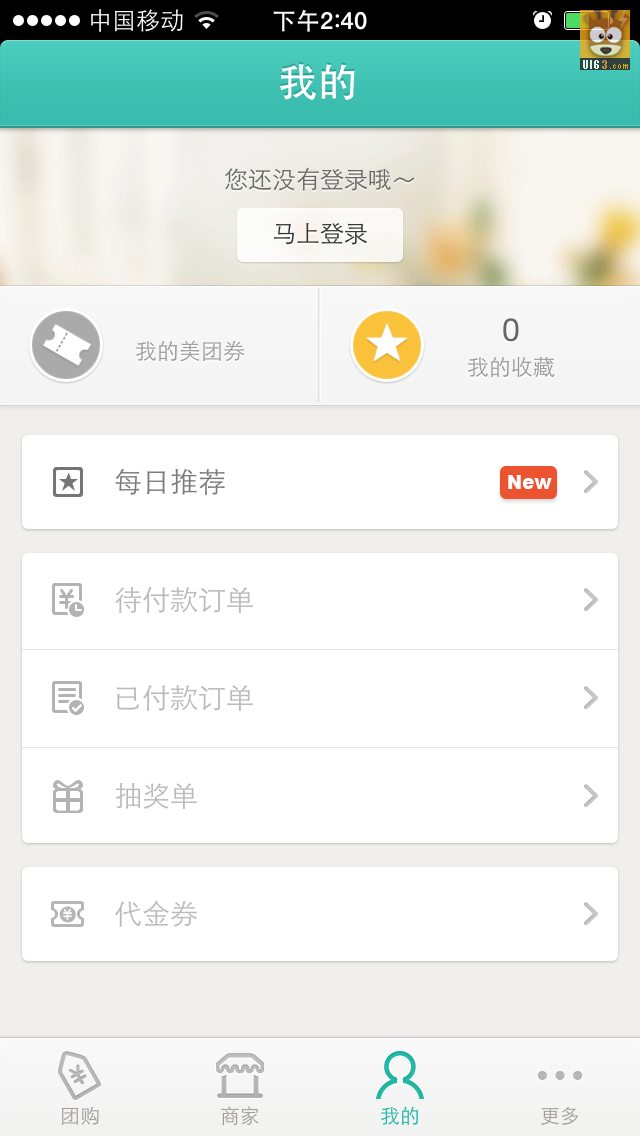 中国移动
下午2:40
UI63.com
我的
您还没有登录哦～
马上登录
我的美团券
0
我的收藏
每日推荐
New
待付款订单
已付款订单
抽奖单
代金券
团购
商家
我的
更多